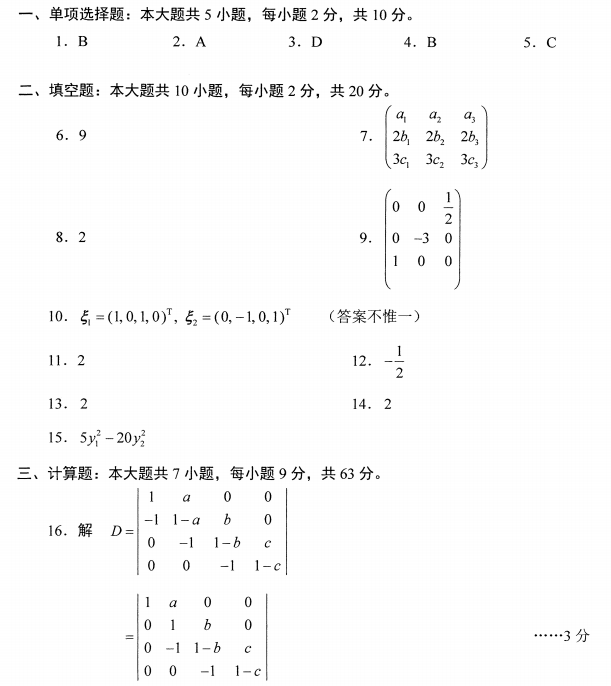 一、单项选择题：本大题共 5 小题，每小题 2 分，共 10 分。
1．B 2．A 3．D 4．B 5．C
二、填空题：本大题共 10 小题，每小题 2 分，共 20 分。
6．9 7． ( a₁ a₂ a₃
2b₁ 2b₂ 2b₃
3c₁ 3c₂ 3c₃ )
8．2 9． ( 0 0 1/2
0 −3 0
1 0 0 )
10．ξ₁ = (1, 0, 1, 0)ᵀ, ξ₂ = (0, −1, 0, 1)ᵀ （答案不惟一）
11．2 12．−1/2
13．2 14．2
15．5y₁² − 20y₂²
三、计算题：本大题共 7 小题，每小题 9 分，共 63 分。
16．解 D = | 1 a 0 0
−1 1−a b 0
0 −1 1−b c
0 0 −1 1−c |
= | 1 a 0 0
0 1 b 0
0 −1 1−b c
0 0 −1 1−c | ……3 分